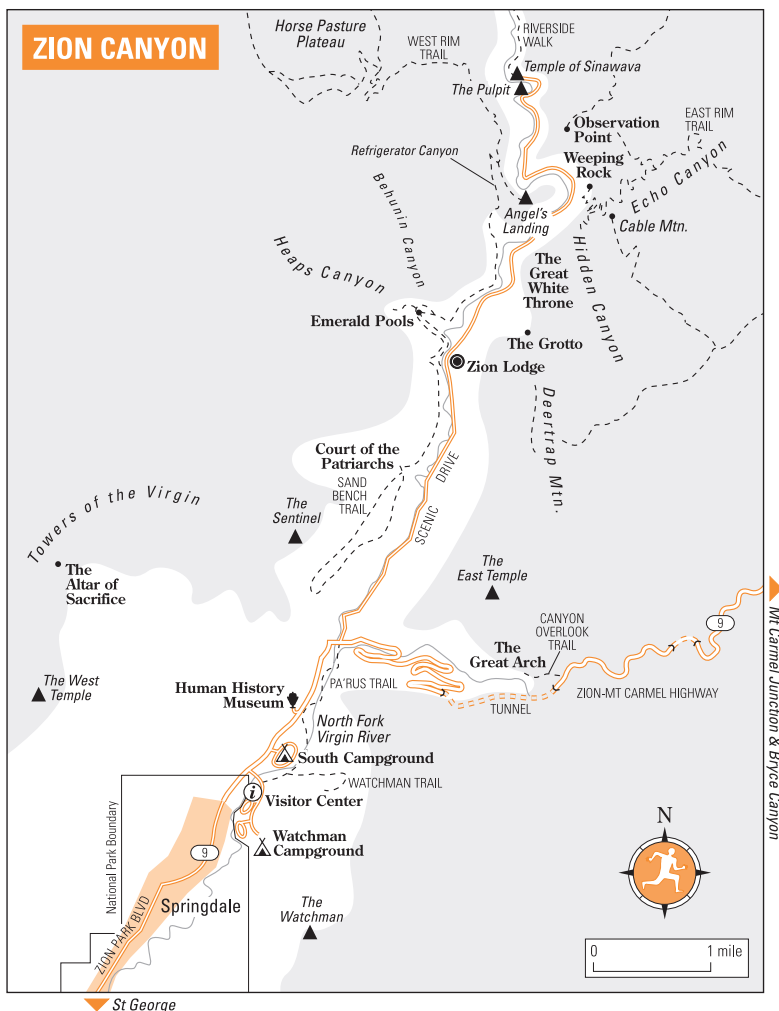 ZION CANYON
Horse Pasture
Plateau
WEST RIM
TRAIL
RIVERSIDE
WALK
Temple of Sinawava
The Pulpit
Observation
Point
EAST RIM
TRAIL
Refrigerator Canyon
Weeping
Rock
Echo Canyon
Behunin Canyon
Angel's
Landing
Cable Mtn.
Heaps Canyon
The
Great
White
Throne
Hidden Canyon
Emerald Pools
The Grotto
Zion Lodge
Deertrap Mtn.
Court of the
Patriarchs
SAND
BENCH
TRAIL
SCENIC DRIVE
Towers of the Virgin
The
Sentinel
The
Altar of
Sacrifice
The
East Temple
CANYON
OVERLOOK
TRAIL
9
The
Great Arch
The West
Temple
Human History
Museum
PA'RUS TRAIL
ZION-MT CARMEL HIGHWAY
TUNNEL
North Fork
Virgin River
South Campground
WATCHMAN TRAIL
i
Visitor Center
National Park Boundary
Watchman
Campground
9
Springdale
ZION PARK BLVD
The
Watchman
N
0 1 mile
Mt Carmel Junction & Bryce Canyon
St George